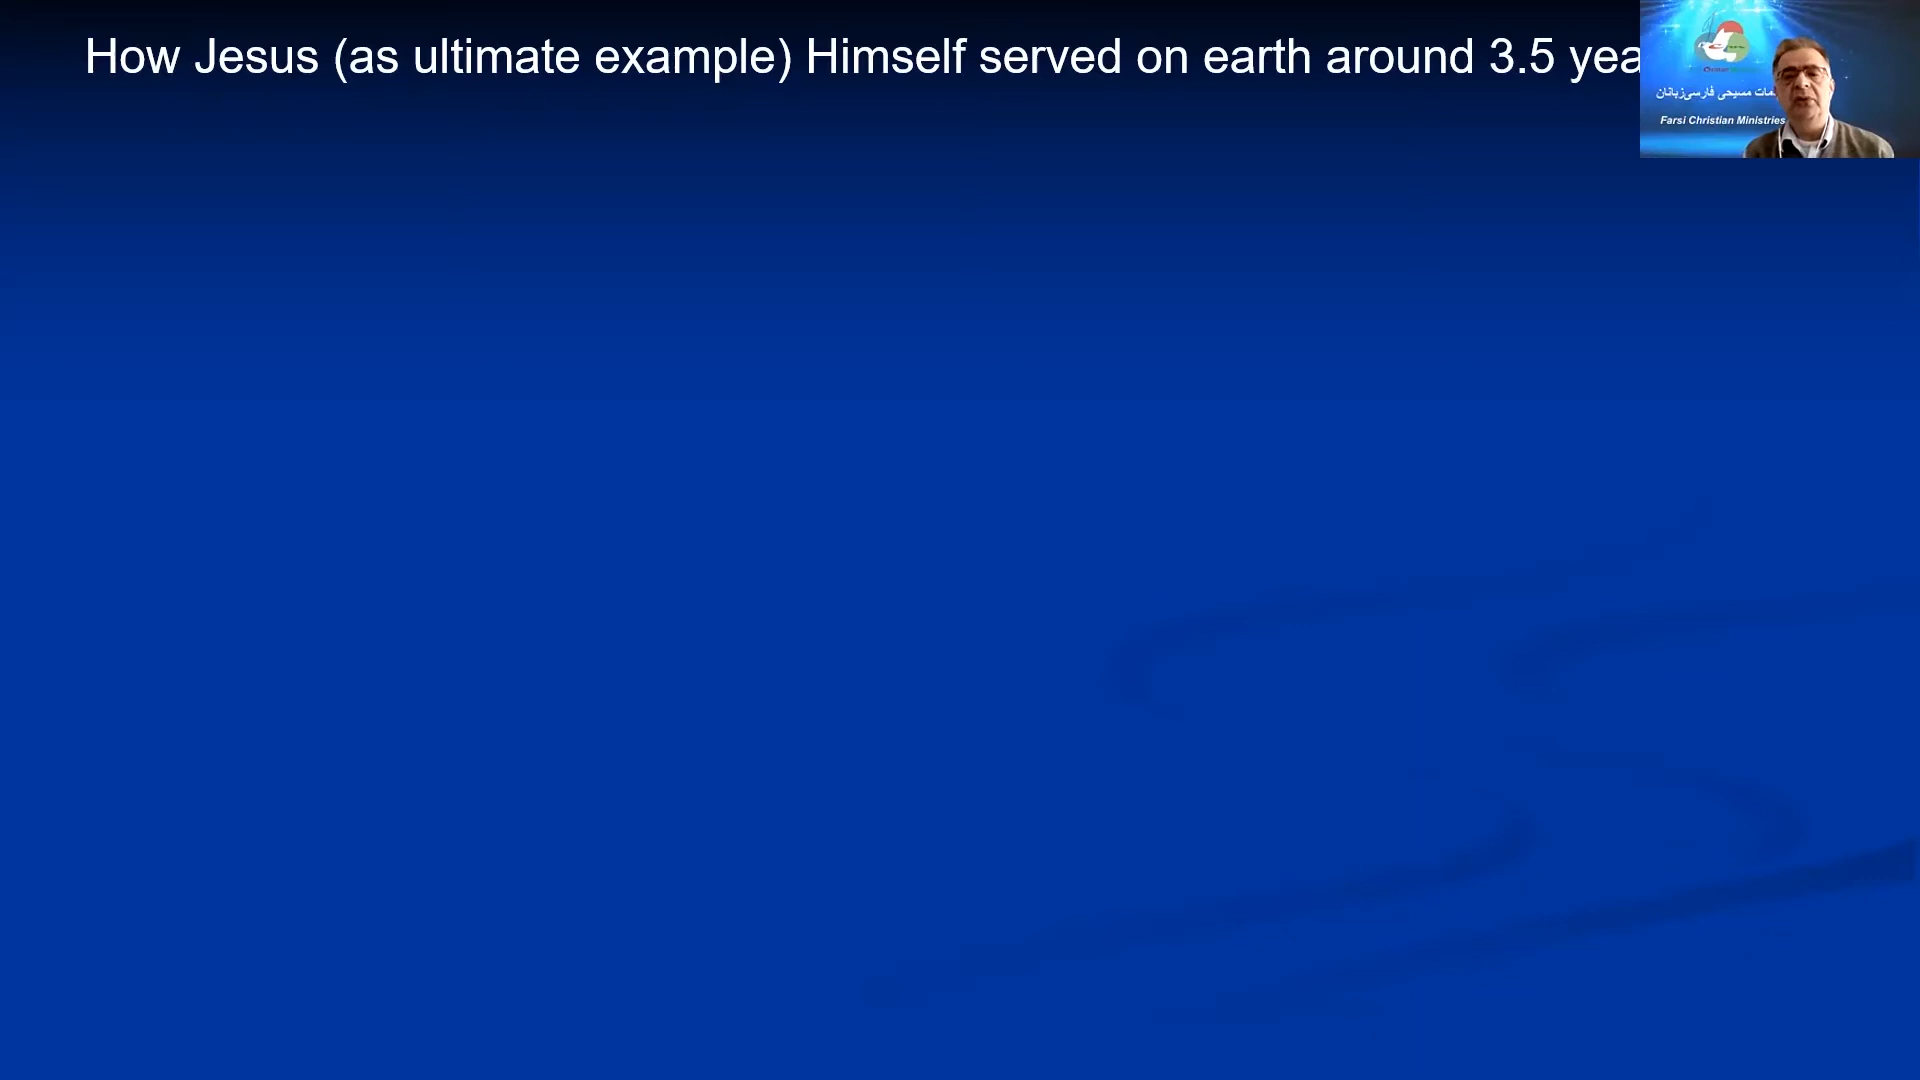 How Jesus (as ultimate example) Himself served on earth around 3.5 yea
مسیحی فارسی‌زبانان
Farsi Christian Ministries